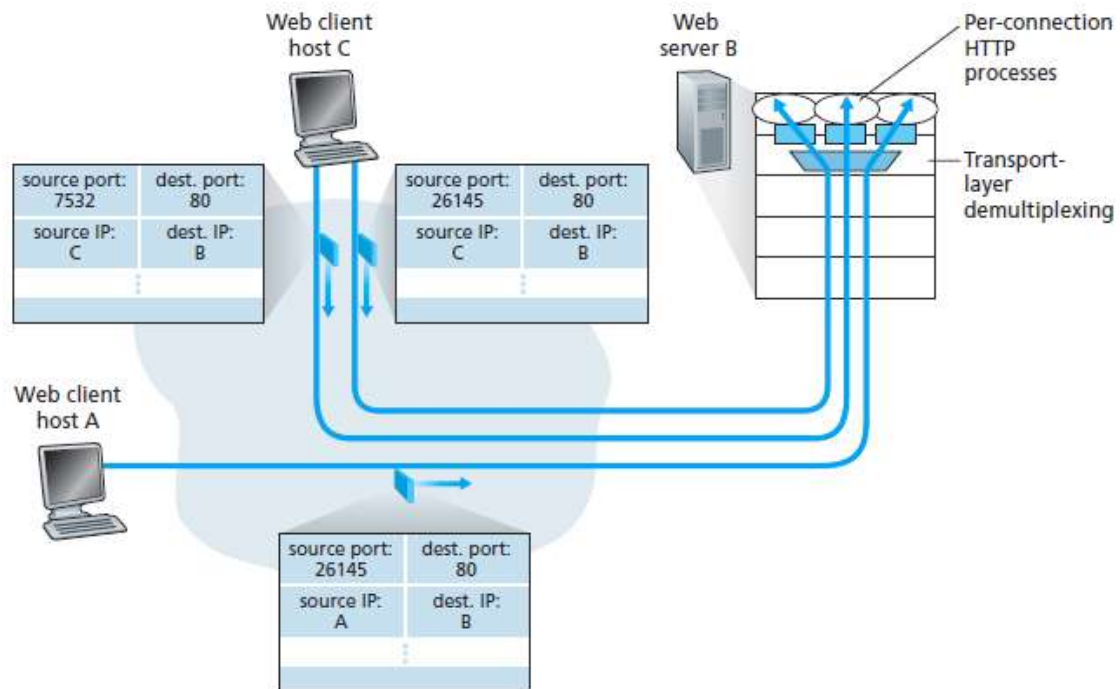 Web client
host C
Web
server B
Per-connection
HTTP
processes
Transport-
layer
demultiplexing
source port:
7532
dest. port:
80
source IP:
C
dest. IP:
B
source port:
26145
dest. port:
80
source IP:
C
dest. IP:
B
Web client
host A
source port:
26145
dest. port:
80
source IP:
A
dest. IP:
B